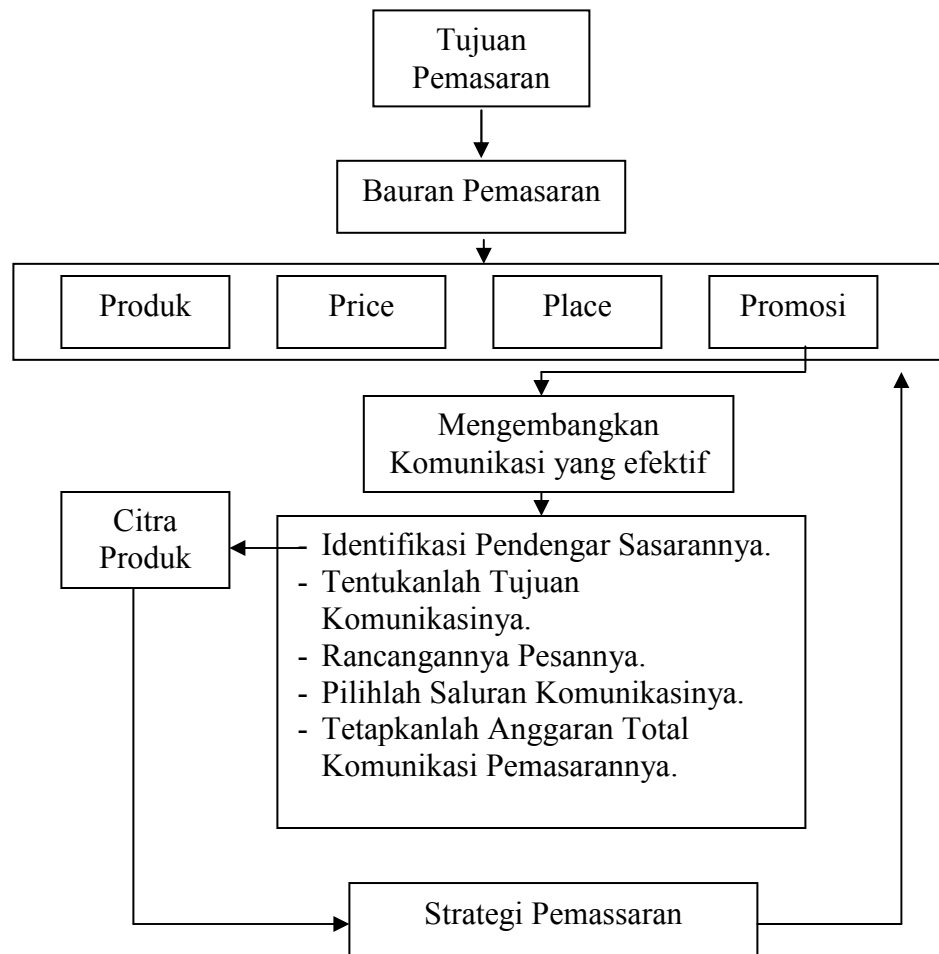 Tujuan
Pemasaran
Bauran Pemasaran
Produk
Price
Place
Promosi
Mengembangkan
Komunikasi yang efektif
Citra
Produk
- Identifikasi Pendengar Sasarannya.
- Tentukanlah Tujuan
Komunikasinya.
- Rancangannya Pesannya.
- Pilihlah Saluran Komunikasinya.
- Tetapkanlah Anggaran Total
Komunikasi Pemasarannya.
Strategi Pemassaran